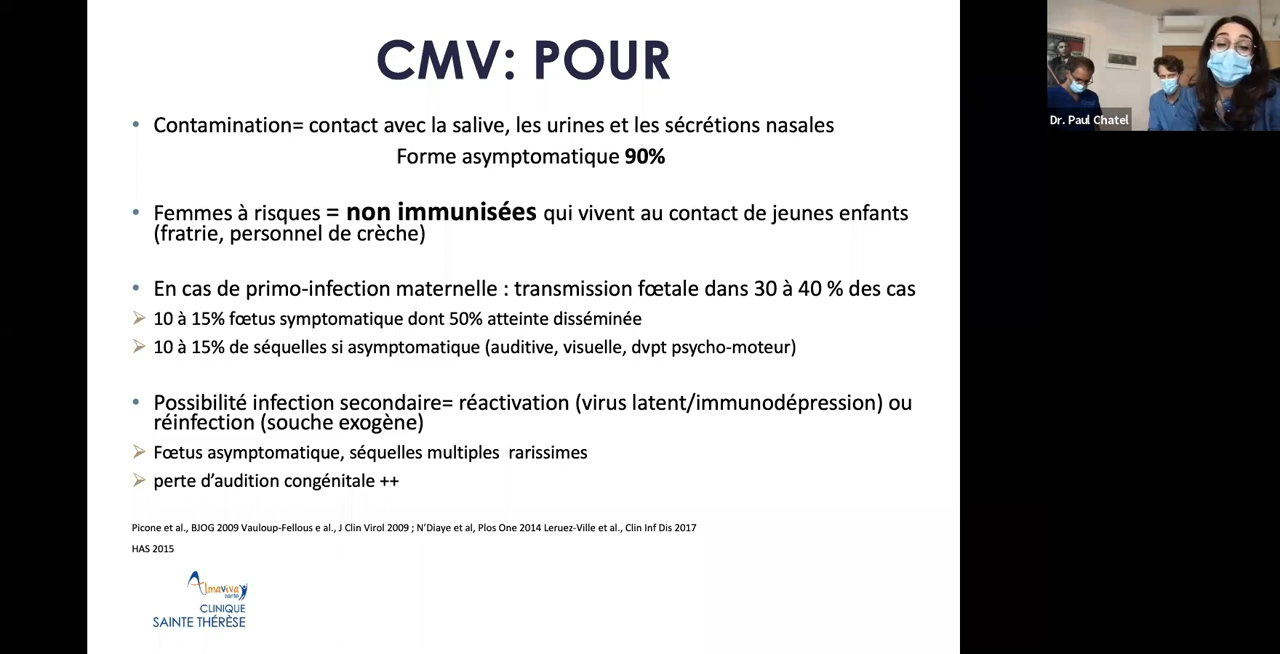 CMV: POUR
• Contamination= contact avec la salive, les urines et les sécrétions nasales
Forme asymptomatique 90%
• Femmes à risques = non immunisées qui vivent au contact de jeunes enfants
(fratrie, personnel de crèche)
• En cas de primo-infection maternelle : transmission fœtale dans 30 à 40 % des cas
➢ 10 à 15% fœtus symptomatique dont 50% atteinte disséminée
➢ 10 à 15% de séquelles si asymptomatique (auditive, visuelle, dvpt psycho-moteur)
• Possibilité infection secondaire= réactivation (virus latent/immunodépression) ou
réinfection (souche exogène)
➢ Fœtus asymptomatique, séquelles multiples rarissimes
➢ perte d’audition congénitale ++
Picone et al., BJOG 2009 Vauloup-Fellous e al., J Clin Virol 2009 ; N’Diaye et al, Plos One 2014 Leruez-Ville et al., Clin Inf Dis 2017
HAS 2015
Almaviva
santé
CLINIQUE
SAINTE THÉRÈSE
Dr. Paul Chatel